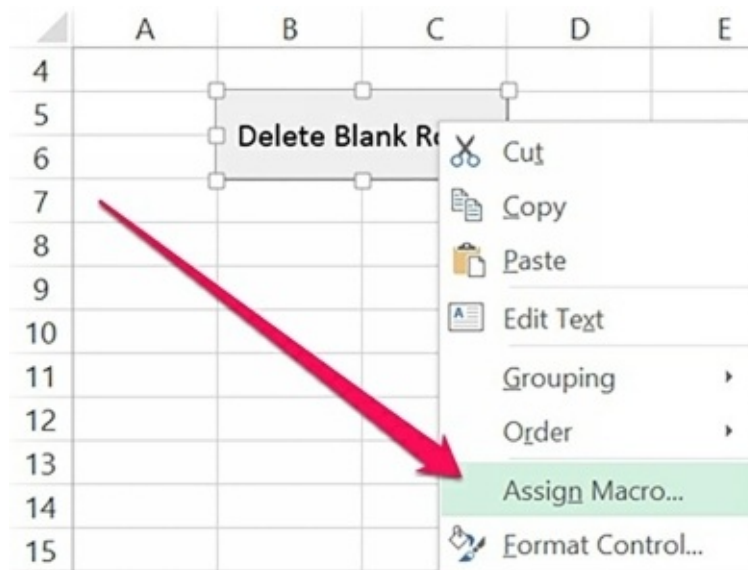 A B C D E
4
5
Delete Blank
6
Cut
7
Copy
8
Paste
9
Edit Text
10
11
Grouping
12
Order
13
Assign Macro...
14
15
Format Control...